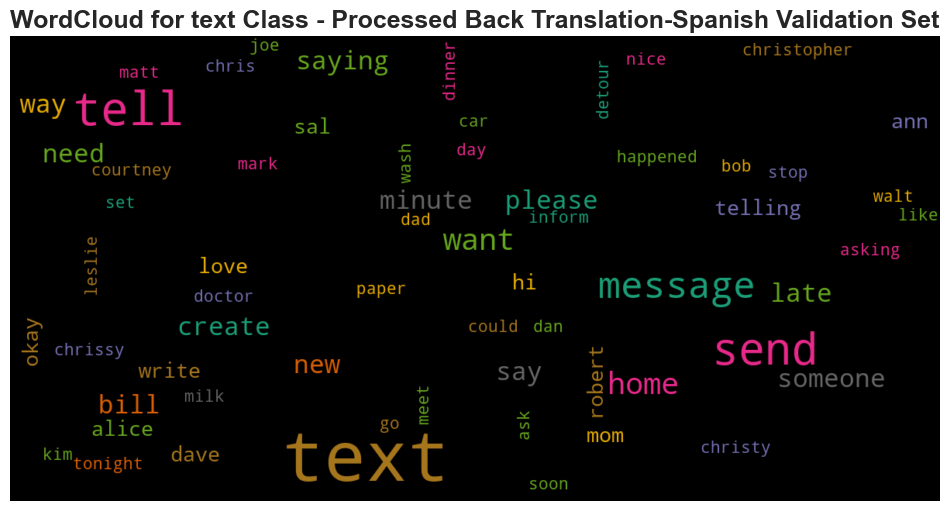 WordCloud for text Class - Processed Back Translation-Spanish Validation Set
joe
saying
dinner
nice
christopher
matt
chris
detour
way
tell
sal
car
ann
need
courtney
mark
wash
day
happened
bob
stop
set
minute
dad
please
inform
telling
walt
like
want
asking
leslie
love
doctor
paper
hi
message
late
create
could
dan
okay
chrissy
write
new
say
robert
home
send
someone
bill
milk
alice
go
meet
ask
mom
christy
kim
tonight
dave
text
soon